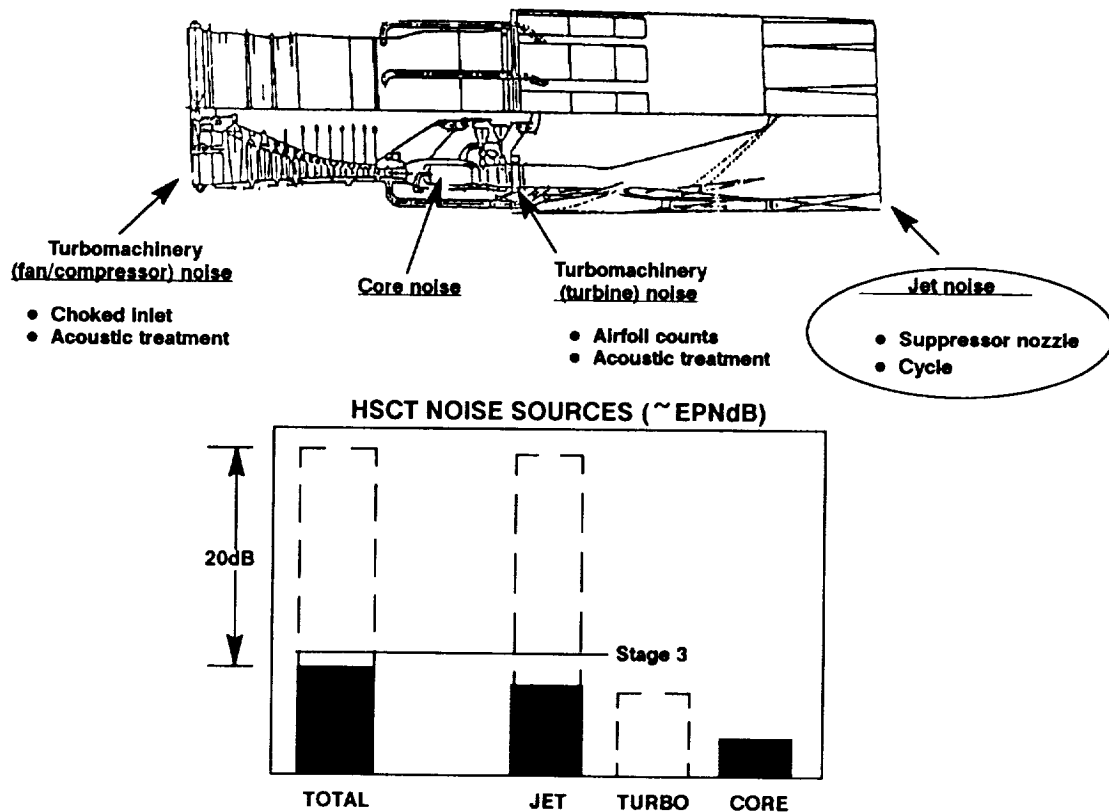 Turbomachinery
(fan/compressor) noise
• Choked inlet
• Acoustic treatment
Core noise
Turbomachinery
(turbine) noise
• Airfoil counts
• Acoustic treatment
Jet noise
• Suppressor nozzle
• Cycle
HSCT NOISE SOURCES (~EPNdB)
20dB
Stage 3
TOTAL
JET
TURBO
CORE